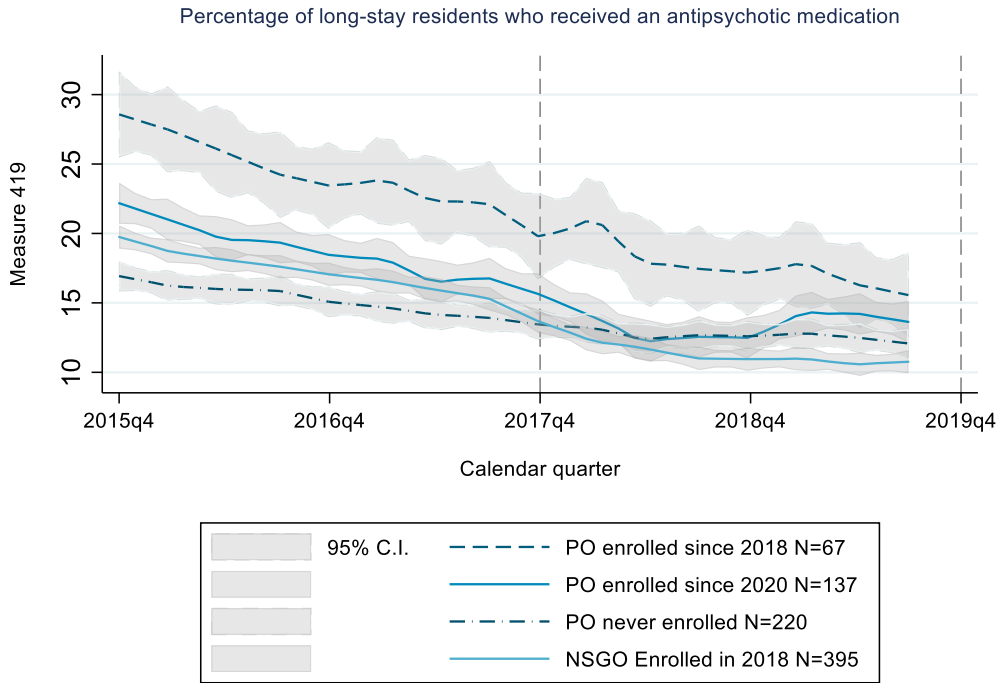 Percentage of long-stay residents who received an antipsychotic medication
Measure 419
30
25
20
15
10
2015q4 2016q4 2017q4 2018q4 2019q4
Calendar quarter
95% C.I. PO enrolled since 2018 N=67
PO enrolled since 2020 N=137
PO never enrolled N=220
NSGO Enrolled in 2018 N=395